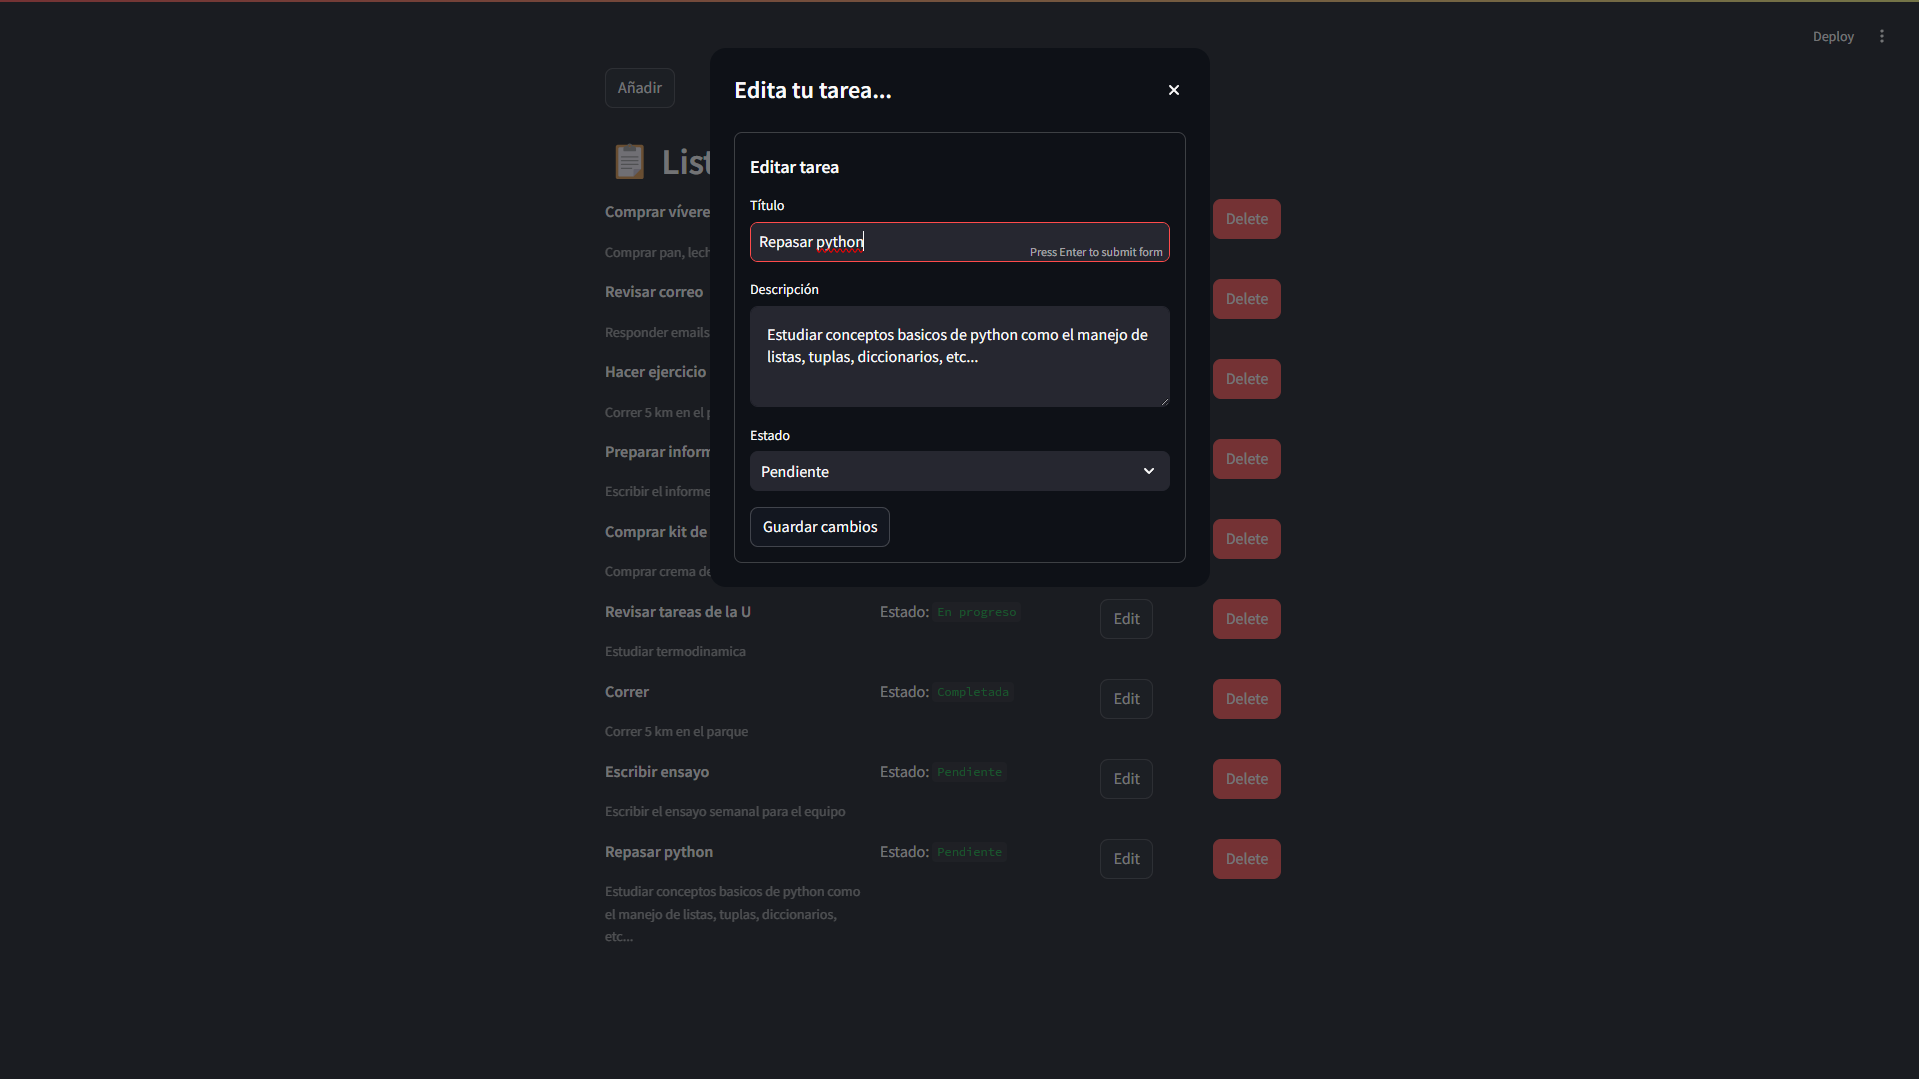 Deploy
Añadir
Edita tu tarea...
Editar tarea
Título
Repasar python
Press Enter to submit form
Descripción
Estudiar conceptos basicos de python como el manejo de
listas, tuplas, diccionarios, etc...
Estado
Pendiente
Guardar cambios
Comprar
Delete
Comprar pan,
Revisar correo
Delete
Responder emails
Hacer ejercicio
Delete
Correr 5 km en el
Preparar
Delete
Escribir el informe
Comprar kit de
Delete
Comprar crema
Revisar tareas de la U
Estado: En progreso
Edit
Delete
Estudiar termodinamica
Correr
Estado: Completada
Edit
Delete
Correr 5 km en el parque
Escribir ensayo
Estado: Pendiente
Edit
Delete
Escribir el ensayo semanal para el equipo
Repasar python
Estado: Pendiente
Edit
Delete
Estudiar conceptos basicos de python como
el manejo de listas, tuplas, diccionarios,
etc...